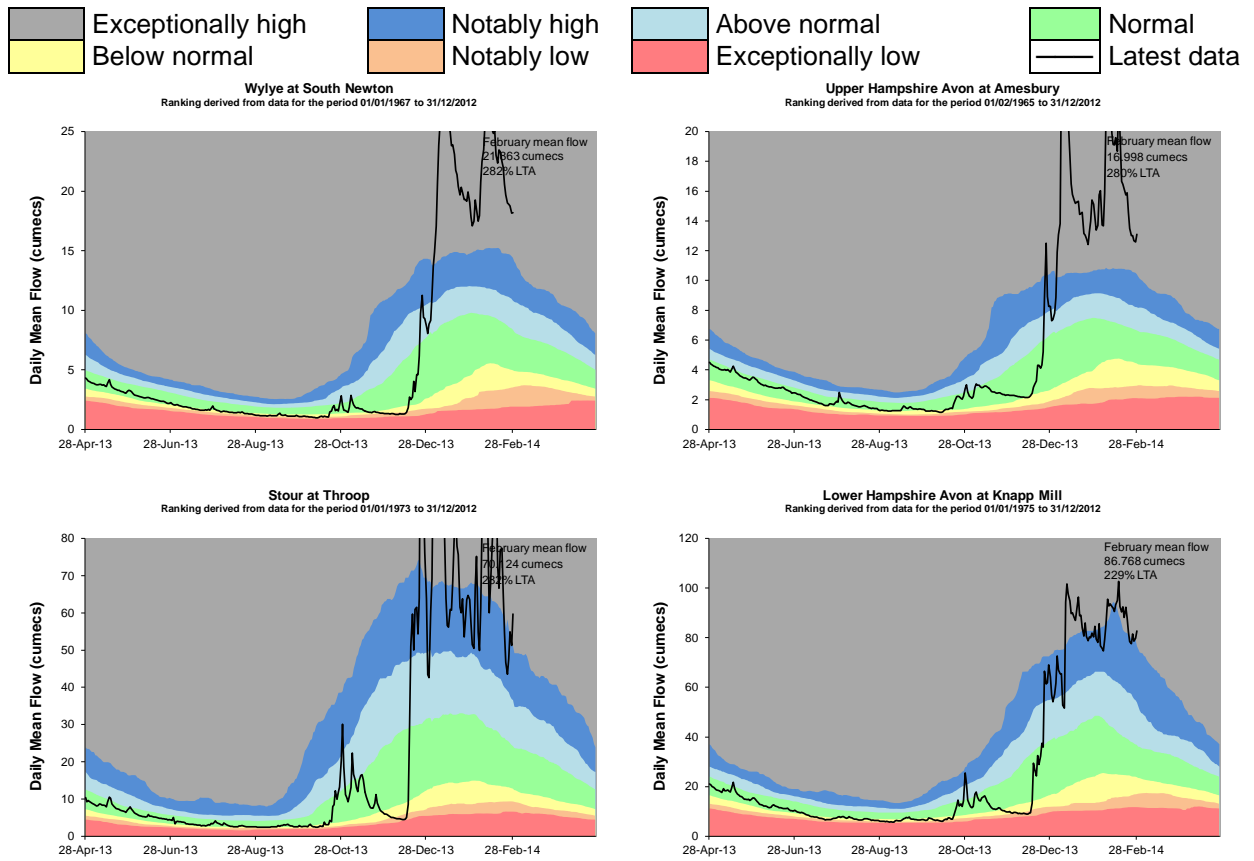 Exceptionally high Notably high Above normal Normal
Below normal Notably low Exceptionally low Latest data
Wylye at South Newton
Ranking derived from data for the period 01/01/1967 to 31/12/2012
Daily Mean Flow (cumecs)
25
20
15
10
5
0
February mean flow
21.863 cumecs
282% LTA
28-Apr-13 28-Jun-13 28-Aug-13 28-Oct-13 28-Dec-13 28-Feb-14
Upper Hampshire Avon at Amesbury
Ranking derived from data for the period 01/02/1965 to 31/12/2012
Daily Mean Flow (cumecs)
20
18
16
14
12
10
8
6
4
2
0
February mean flow
16.998 cumecs
280% LTA
28-Apr-13 28-Jun-13 28-Aug-13 28-Oct-13 28-Dec-13 28-Feb-14
Stour at Throop
Ranking derived from data for the period 01/01/1973 to 31/12/2012
Daily Mean Flow (cumecs)
80
70
60
50
40
30
20
10
0
February mean flow
cumecs
LTA
28-Apr-13 28-Jun-13 28-Aug-13 28-Oct-13 28-Dec-13 28-Feb-14
Lower Hampshire Avon at Knapp Mill
Ranking derived from data for the period 01/01/1975 to 31/12/2012
Daily Mean Flow (cumecs)
120
100
80
60
40
20
0
February mean flow
86.768 cumecs
229% LTA
28-Apr-13 28-Jun-13 28-Aug-13 28-Oct-13 28-Dec-13 28-Feb-14